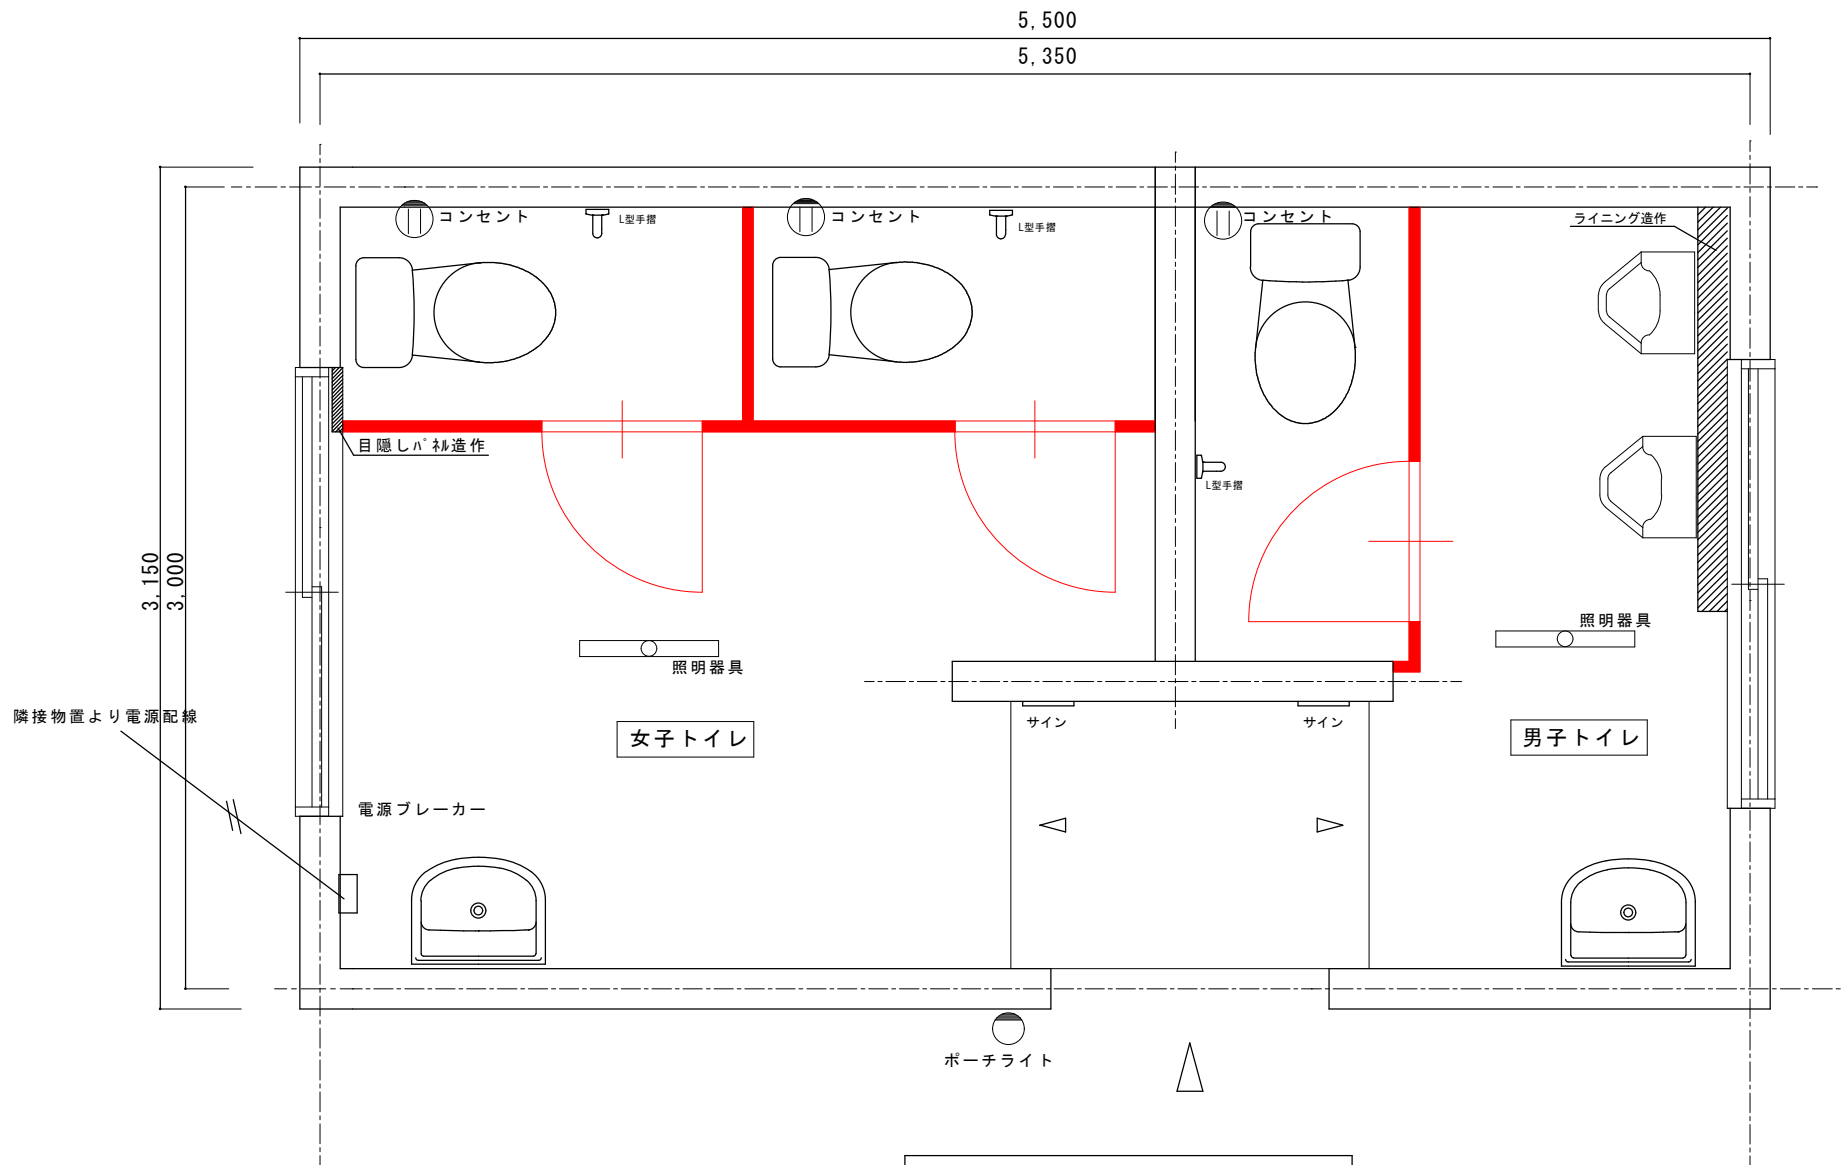 5,500
5,350
コンセント
L型手摺
コンセント
L型手摺
コンセント
ライニング造作
目隠しパネル造作
L型手摺
3,150
3,000
照明器具
照明器具
隣接物置より電源配線
サイン
サイン
女子トイレ
男子トイレ
電源ブレーカー
ポーチライト